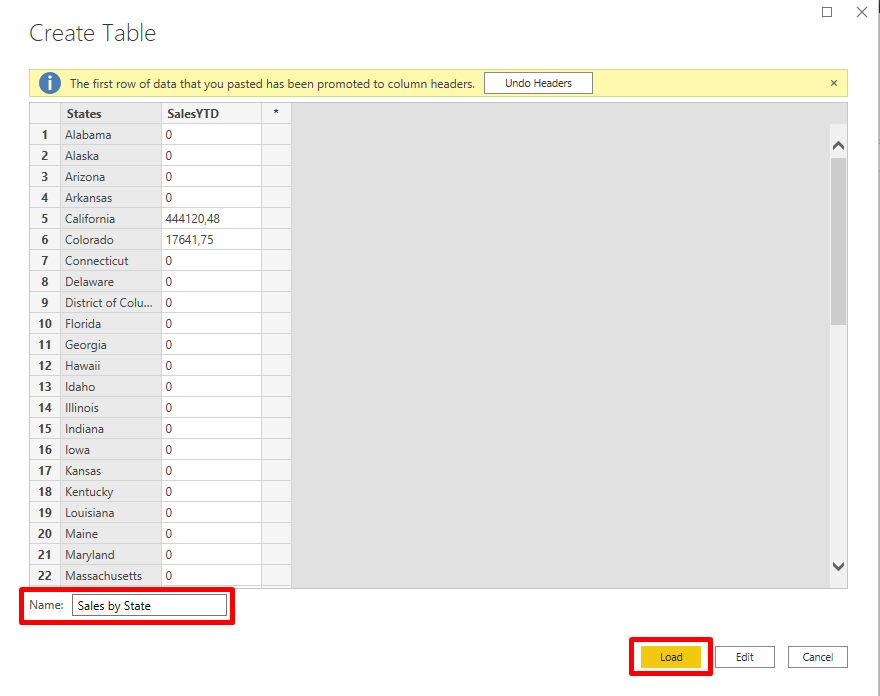 Create Table
The first row of data that you pasted has been promoted to column headers. Undo Headers
States SalesYTD *
1 Alabama 0
2 Alaska 0
3 Arizona 0
4 Arkansas 0
5 California 444120,48
6 Colorado 17641,75
7 Connecticut 0
8 Delaware 0
9 District of Colu... 0
10 Florida 0
11 Georgia 0
12 Hawaii 0
13 Idaho 0
14 Illinois 0
15 Indiana 0
16 Iowa 0
17 Kansas 0
18 Kentucky 0
19 Louisiana 0
20 Maine 0
21 Maryland 0
22 Massachusetts 0
Name: Sales by State
Load Edit Cancel